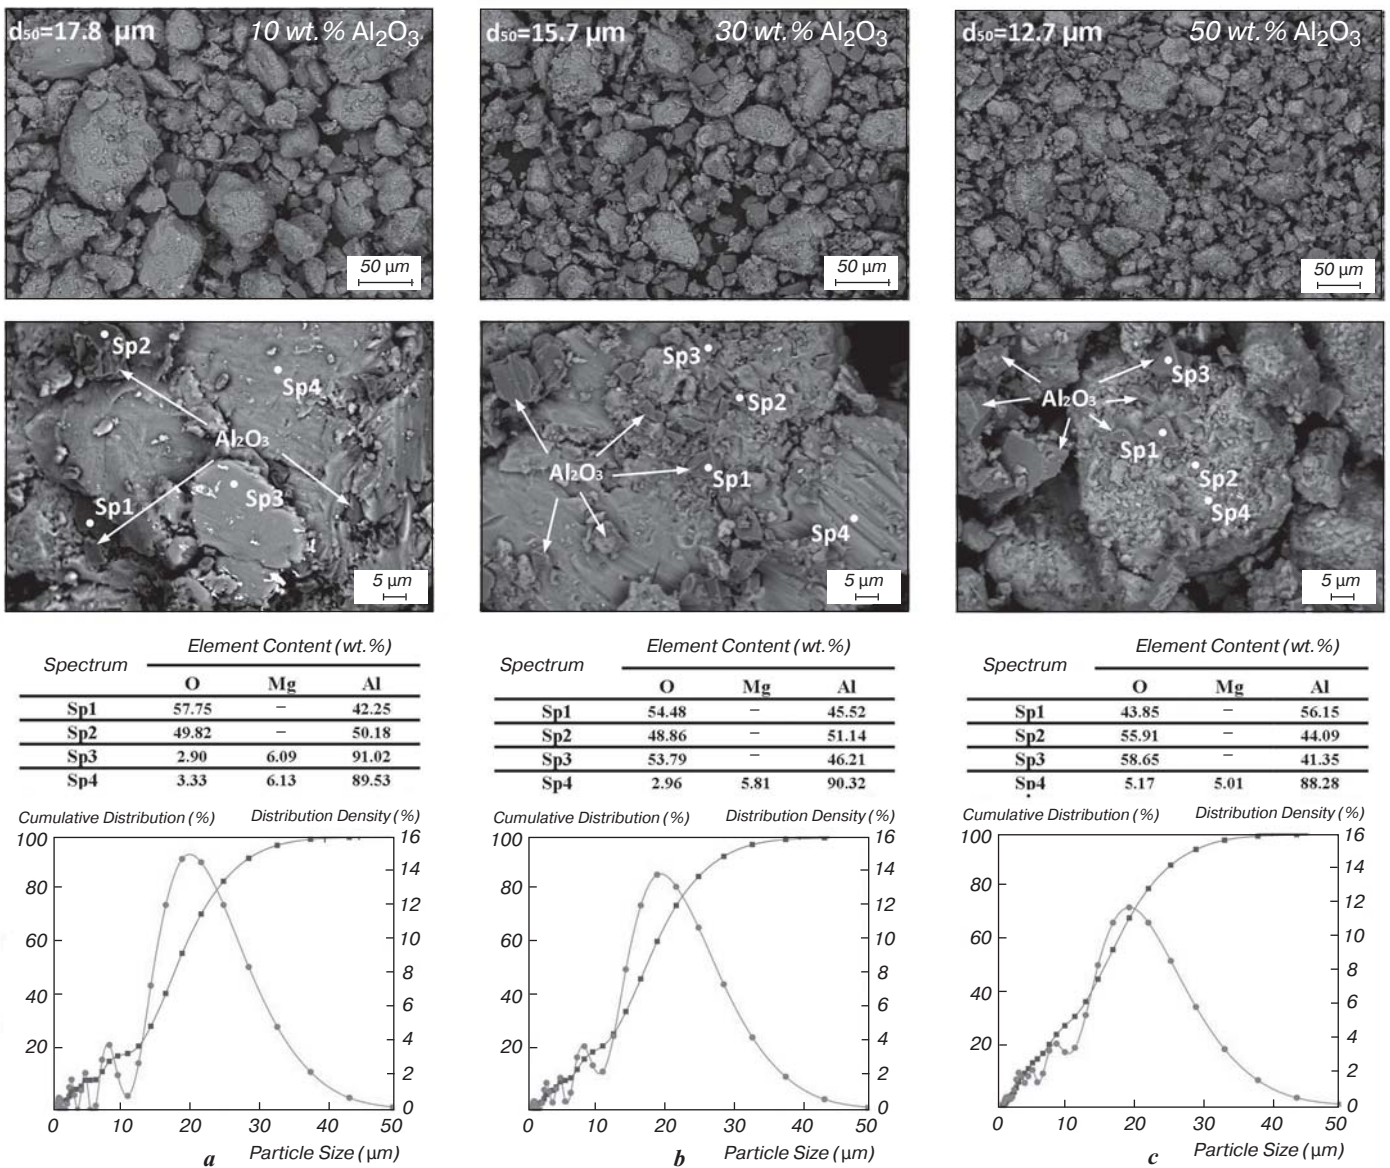 d₅₀=17.8 µm 10 wt.% Al₂O₃
50 µm
d₅₀=15.7 µm 30 wt.% Al₂O₃
50 µm
d₅₀=12.7 µm 50 wt.% Al₂O₃
50 µm
Sp2
Sp4
Al₂O₃
Sp3
Sp1
5 µm
Sp3
Sp2
Al₂O₃
Sp1
Sp4
5 µm
Sp3
Al₂O₃
Sp1
Sp2
Sp4
5 µm
Spectrum Element Content (wt.%)
O Mg Al
Sp1 57.75 – 42.25
Sp2 49.82 – 50.18
Sp3 2.90 6.09 91.02
Sp4 3.33 6.13 89.53
Spectrum Element Content (wt.%)
O Mg Al
Sp1 54.48 – 45.52
Sp2 48.86 – 51.14
Sp3 53.79 – 46.21
Sp4 2.96 5.81 90.32
Spectrum Element Content (wt.%)
O Mg Al
Sp1 43.85 – 56.15
Sp2 55.91 – 44.09
Sp3 58.65 – 41.35
Sp4 5.17 5.01 88.28
Cumulative Distribution (%) Distribution Density (%)
100 16
14
80
12
60 10
8
40 6
4
20
2
0
0 10 20 30 40 50
Particle Size (µm)
a
Cumulative Distribution (%) Distribution Density (%)
100 16
14
80
12
60 10
8
40 6
4
20
2
0
0 10 20 30 40 50
Particle Size (µm)
b
Cumulative Distribution (%) Distribution Density (%)
100 16
14
80
12
60 10
8
40 6
4
20
2
0
0 10 20 30 40 50
Particle Size (µm)
c